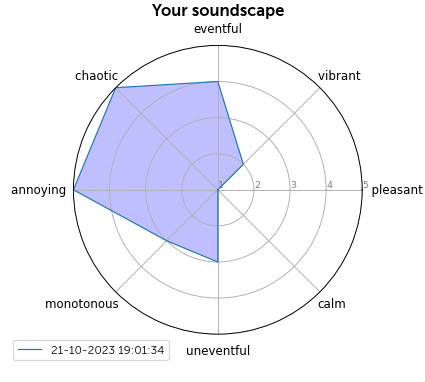 Your soundscape
eventful
chaotic
vibrant
annoying
1
2
3
4
5
pleasant
monotonous
calm
uneventful
21-10-2023 19:01:34